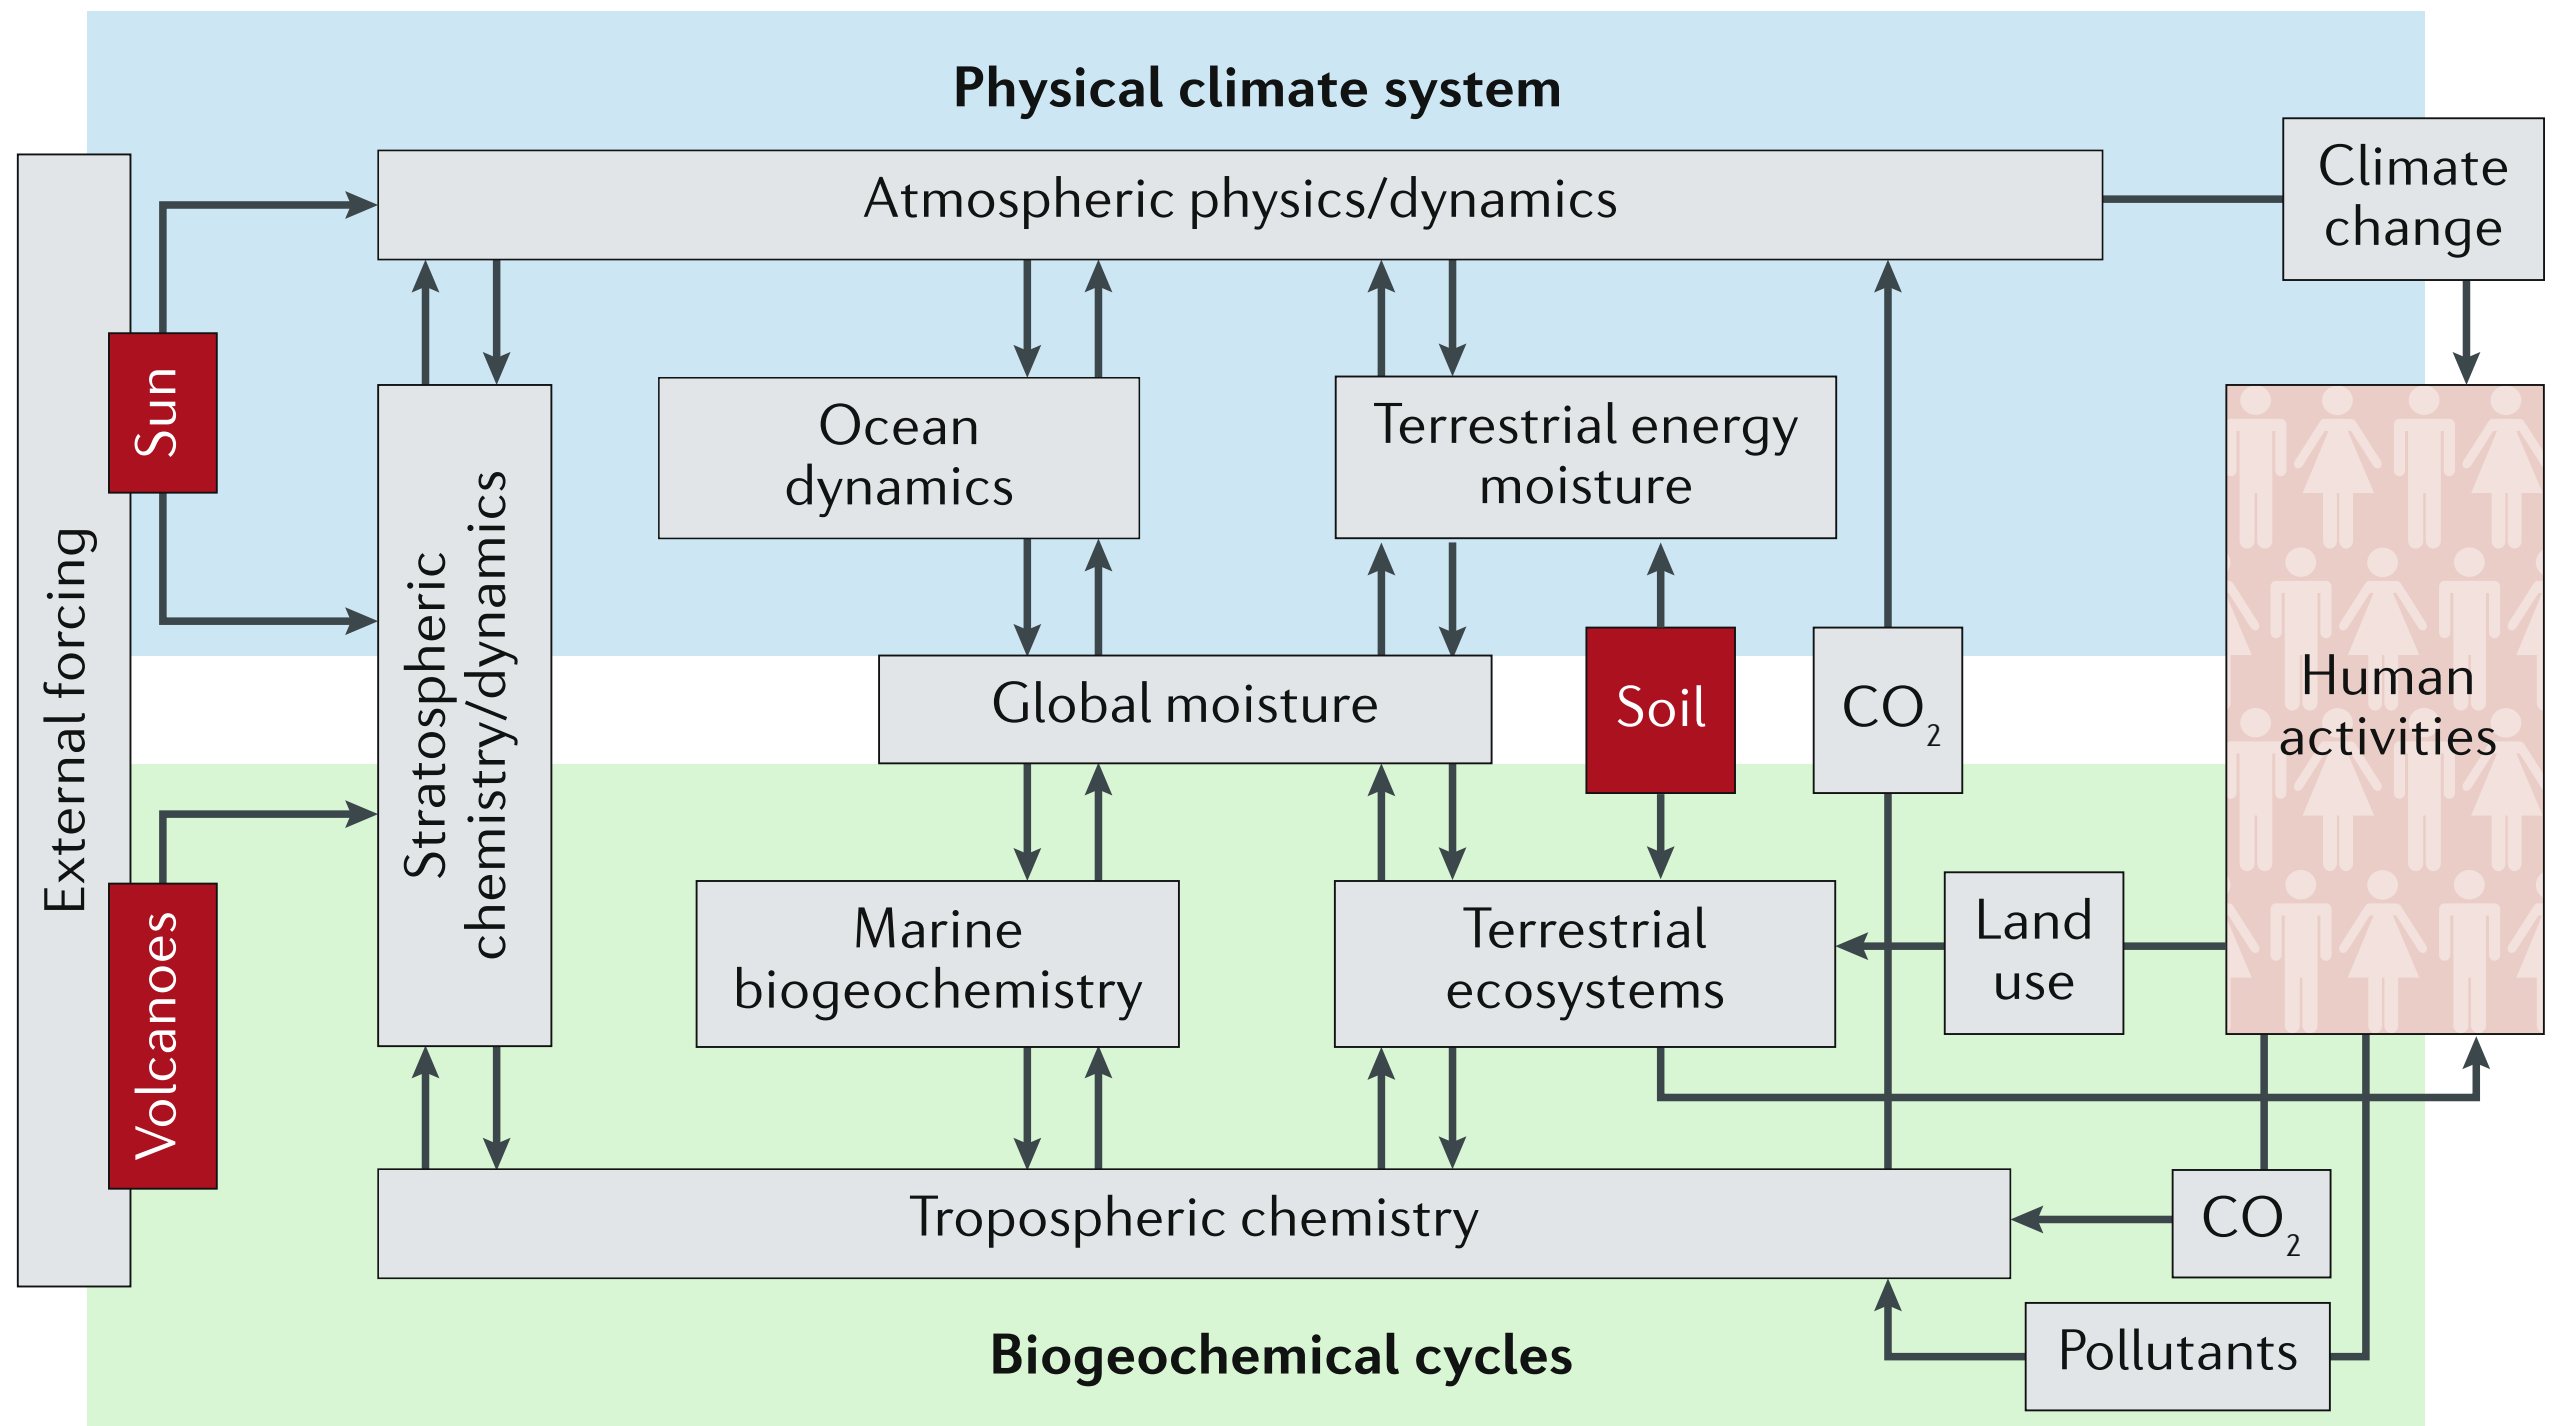 Physical climate system
Atmospheric physics/dynamics
Climate
change
External forcing
Sun
Stratospheric
chemistry/dynamics
Ocean
dynamics
Terrestrial energy
moisture
Global moisture
Soil
CO₂
Human
activities
Volcanoes
Marine
biogeochemistry
Terrestrial
ecosystems
Land
use
Tropospheric chemistry
CO₂
Pollutants
Biogeochemical cycles